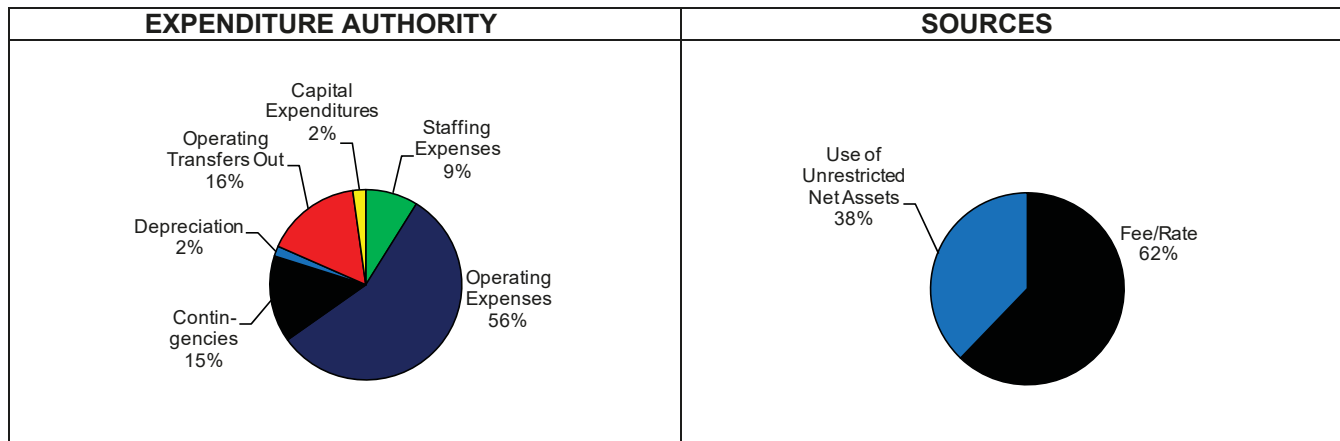 EXPENDITURE AUTHORITY
SOURCES
Capital
Expenditures
2%
Staffing
Expenses
9%
Operating
Transfers Out
16%
Depreciation
2%
Contin-
gencies
15%
Operating
Expenses
56%
Use of
Unrestricted
Net Assets
38%
Fee/Rate
62%